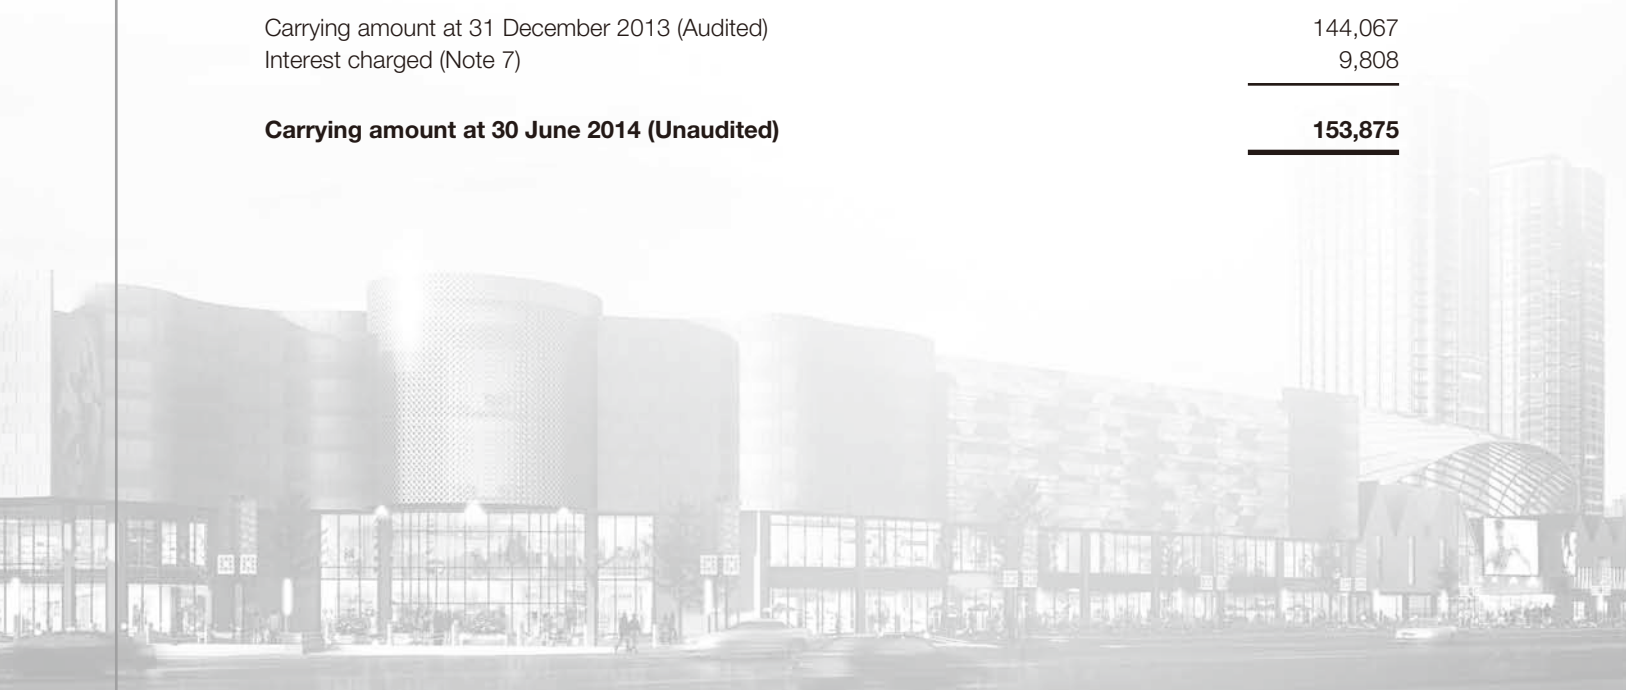 Carrying amount at 31 December 2013 (Audited) 144,067
Interest charged (Note 7) 9,808
Carrying amount at 30 June 2014 (Unaudited) 153,875